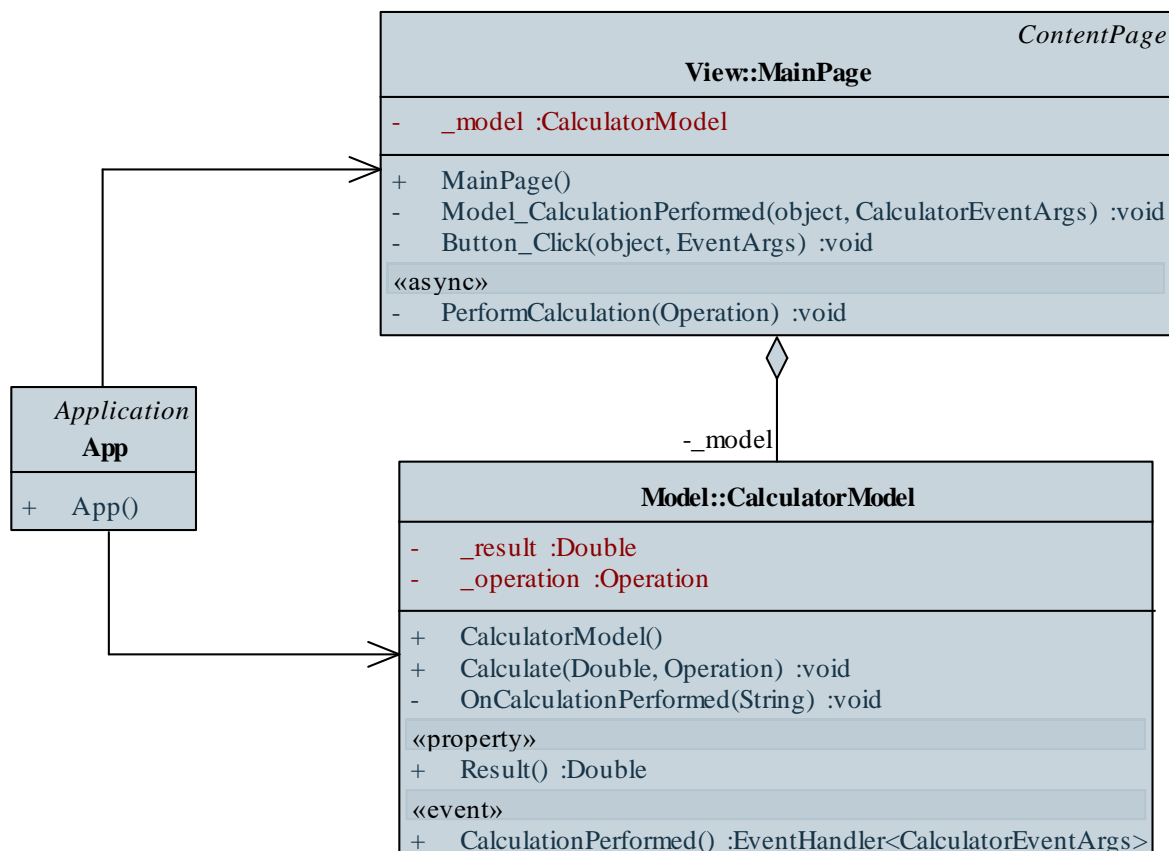 ContentPage
View::MainPage
- _model :CalculatorModel
+ MainPage()
- Model_CalculationPerformed(object, CalculatorEventArgs) :void
- Button_Click(object, EventArgs) :void
«async»
- PerformCalculation(Operation) :void
Application
App
+ App()
-_model
Model::CalculatorModel
- _result :Double
- _operation :Operation
+ CalculatorModel()
+ Calculate(Double, Operation) :void
- OnCalculationPerformed(String) :void
«property»
+ Result() :Double
«event»
+ CalculationPerformed() :EventHandler<CalculatorEventArgs>